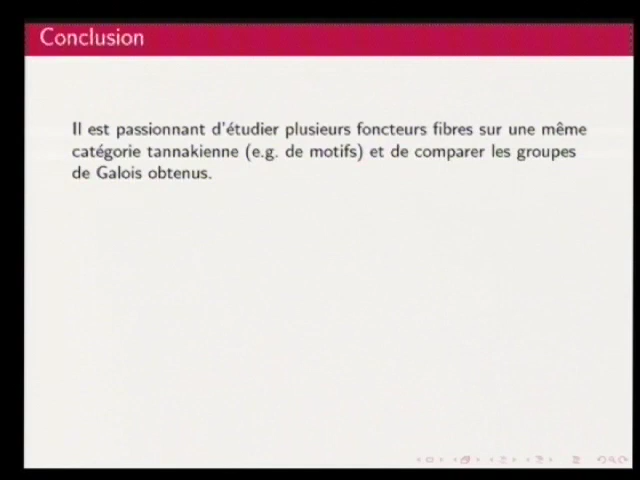 Conclusion
Il est passionnant d'étudier plusieurs foncteurs fibres sur une même
catégorie tannakienne (e.g. de motifs) et de comparer les groupes
de Galois obtenus.